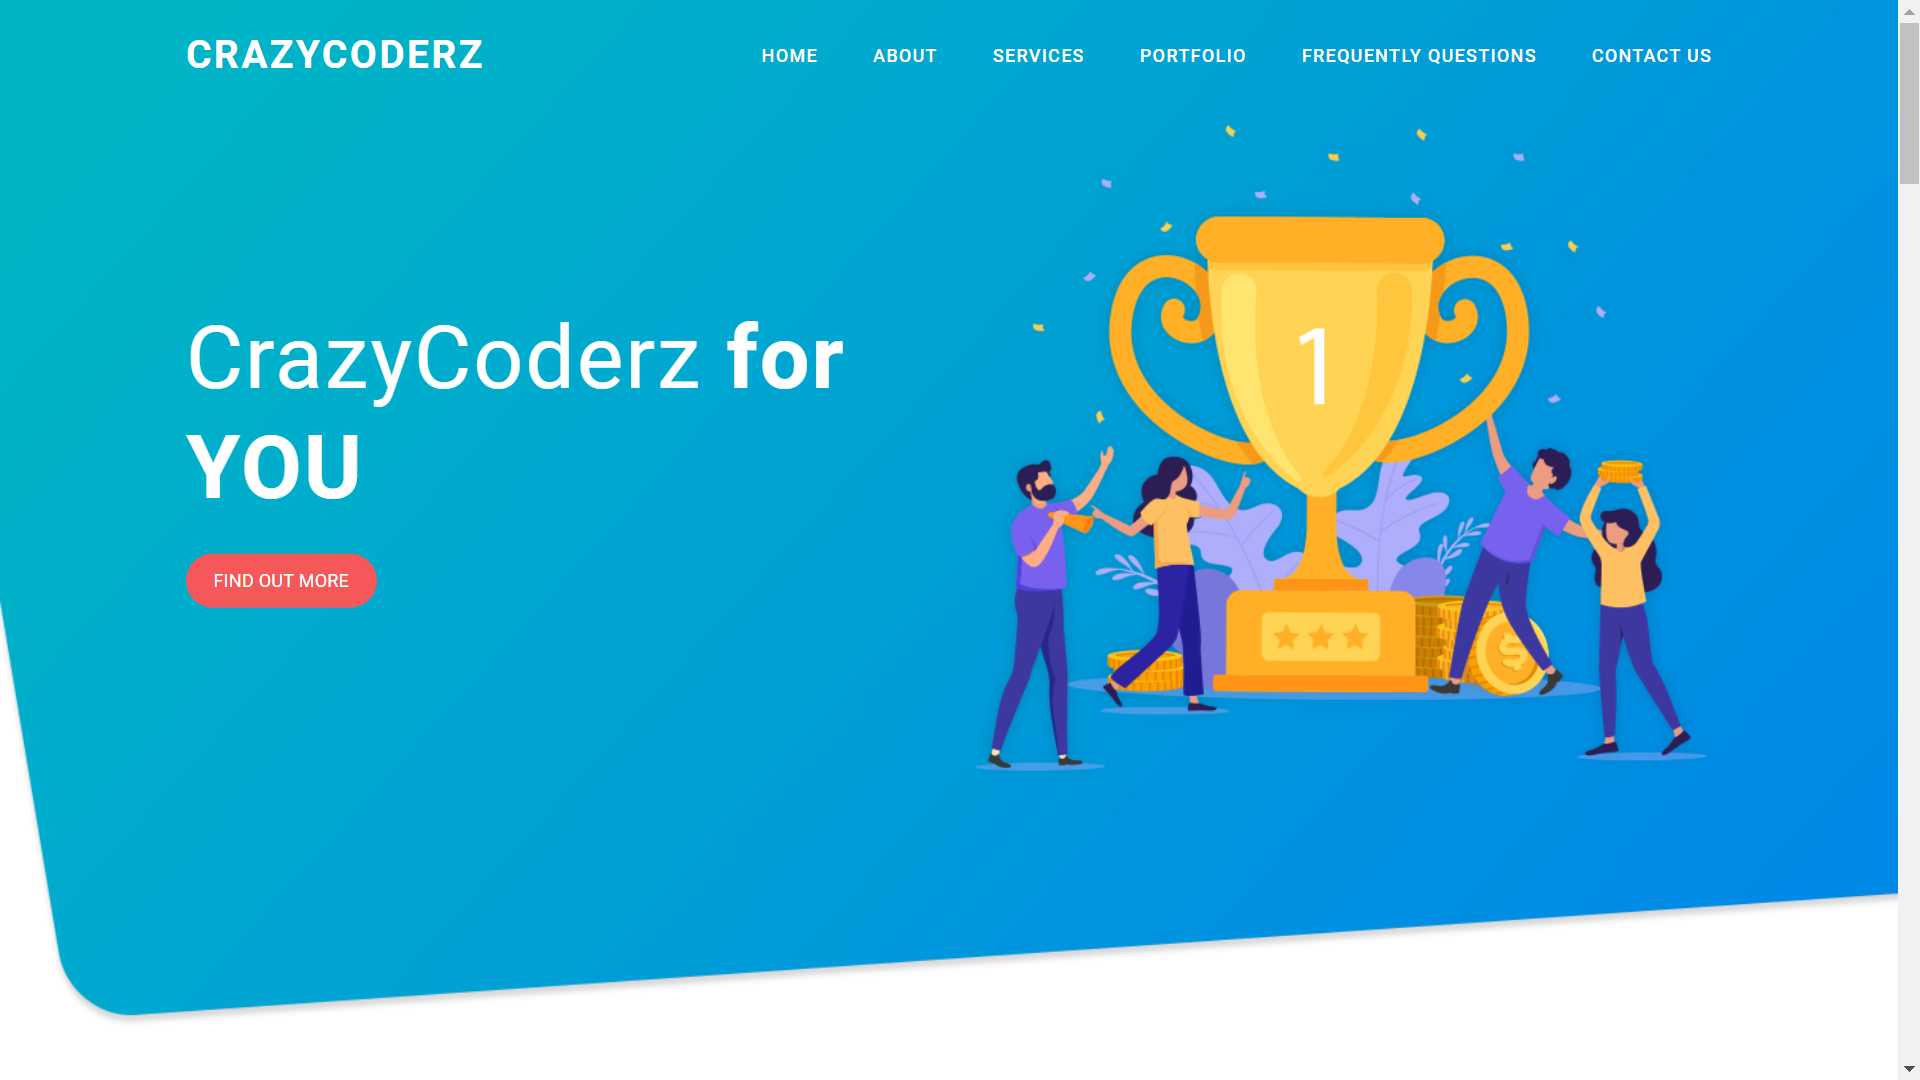 CRAZYCODERZ
HOME ABOUT SERVICES PORTFOLIO FREQUENTLY QUESTIONS CONTACT US
CrazyCoderz for
YOU
FIND OUT MORE
1
$